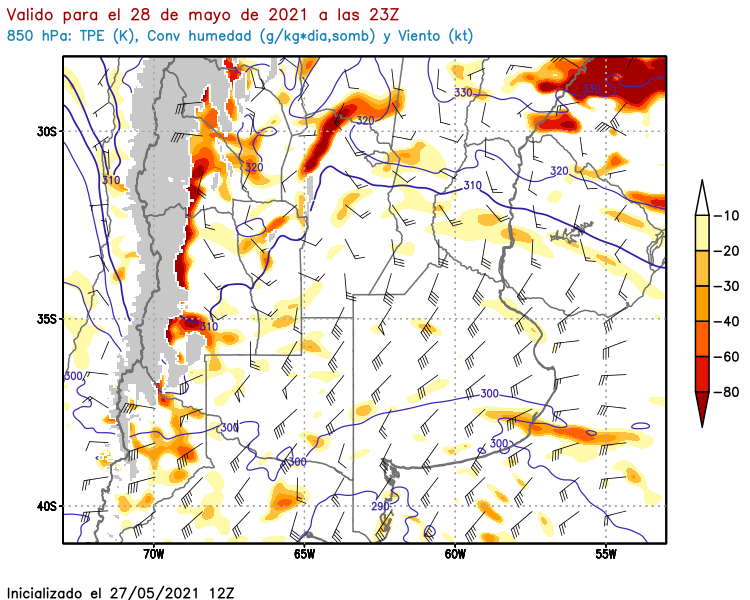 Valido para el 28 de mayo de 2021 a las 23Z
850 hPa: TPE (K), Conv humedad (g/kg*dia,somb) y Viento (kt)
330
330
30S
320
320
320
310
310
310
35S
300
300
300
300
300
290
40S
70W 65W 60W 55W
-10
-20
-30
-40
-60
-80
Inicializado el 27/05/2021 12Z